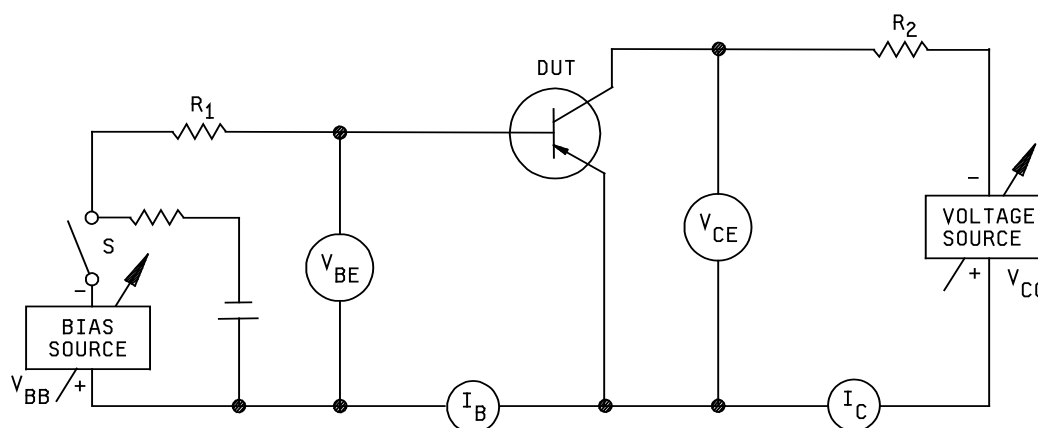 R2
DUT
R1
−
VOLTAGE
SOURCE
VCE
S
+
VBE
−
BIAS
SOURCE
VBB
+
IB
IC